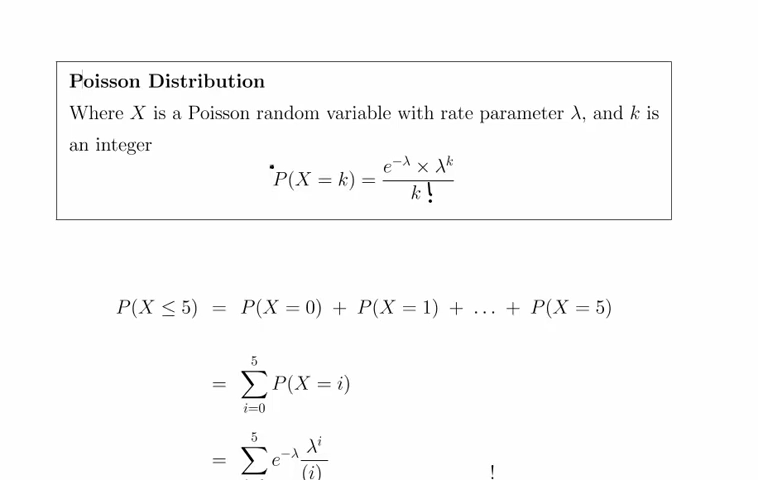 Poisson Distribution
Where X is a Poisson random variable with rate parameter λ, and k is
an integer
P(X = k) = e^{−λ} × λ^k / k!
P(X ≤ 5) = P(X = 0) + P(X = 1) + … + P(X = 5)
= ∑_{i=0}^{5} P(X = i)
= ∑^{5} e^{−λ} λ^i / (i)
!